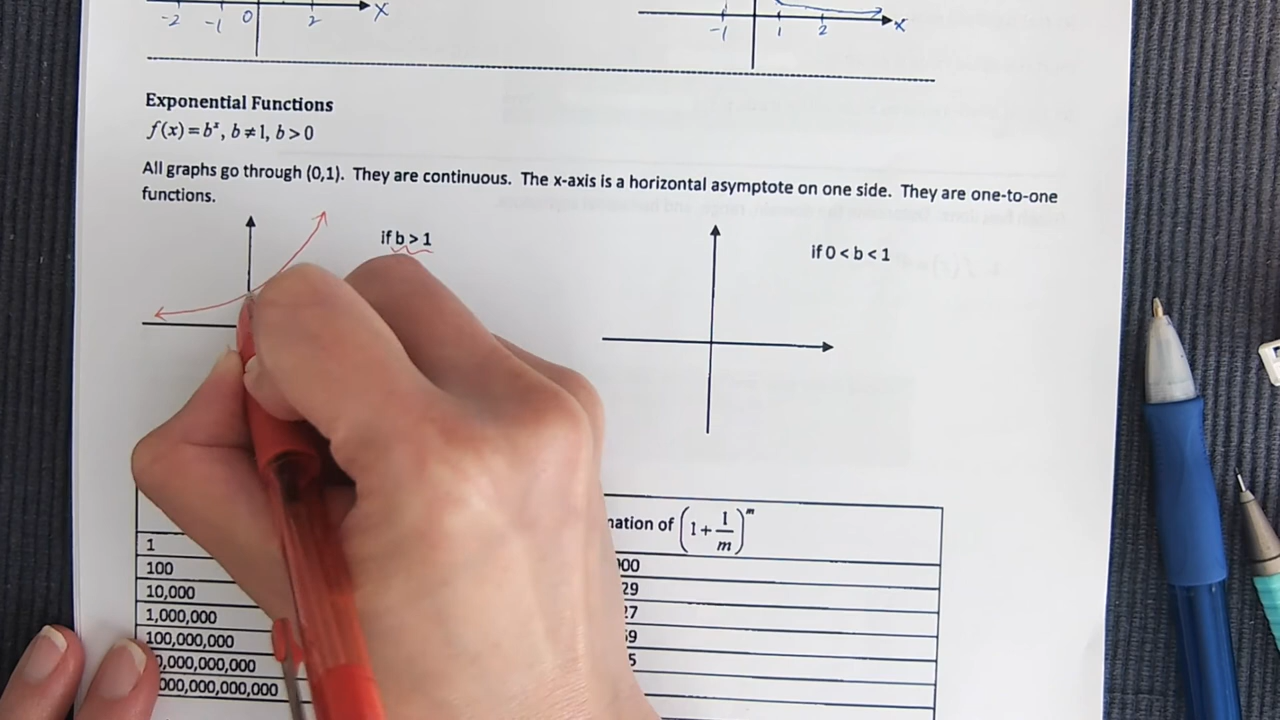 -2 -1 0 2 x
-1 1 2 x
Exponential Functions
f(x) = bˣ, b ≠ 1, b > 0
All graphs go through (0,1). They are continuous. The x-axis is a horizontal asymptote on one side. They are one-to-one
functions.
if b > 1
if 0 < b < 1
of (1 + 1/m)ᵐ
1
100
10,000
1,000,000
100,000,000